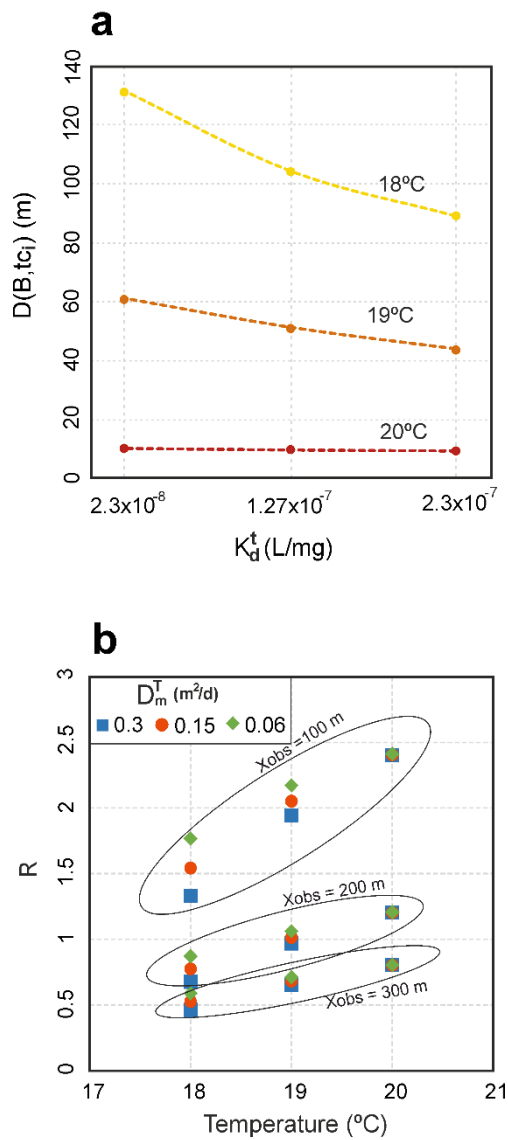 a
140
120
100
80
60
40
20
0
D(B,tcᵢ) (m)
18ºC
19ºC
20ºC
2.3x10⁻⁸ 1.27x10⁻⁷ 2.3x10⁻⁷
K_d^t (L/mg)
b
3
2.5
2
1.5
1
0.5
0
R
D_m^T (m²/d)
0.3 0.15 0.06
Xobs =100 m
Xobs = 200 m
Xobs = 300 m
17 18 19 20 21
Temperature (ºC)